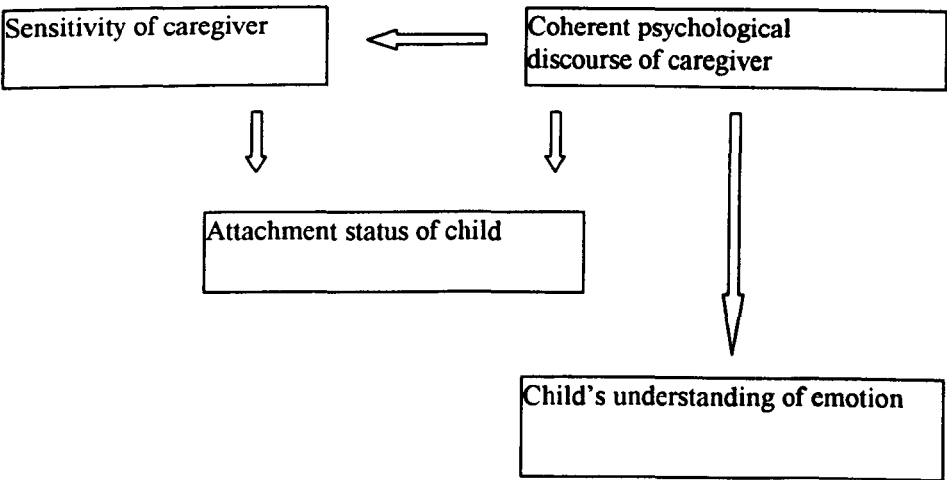 Sensitivity of caregiver
Coherent psychological
discourse of caregiver
Attachment status of child
Child's understanding of emotion